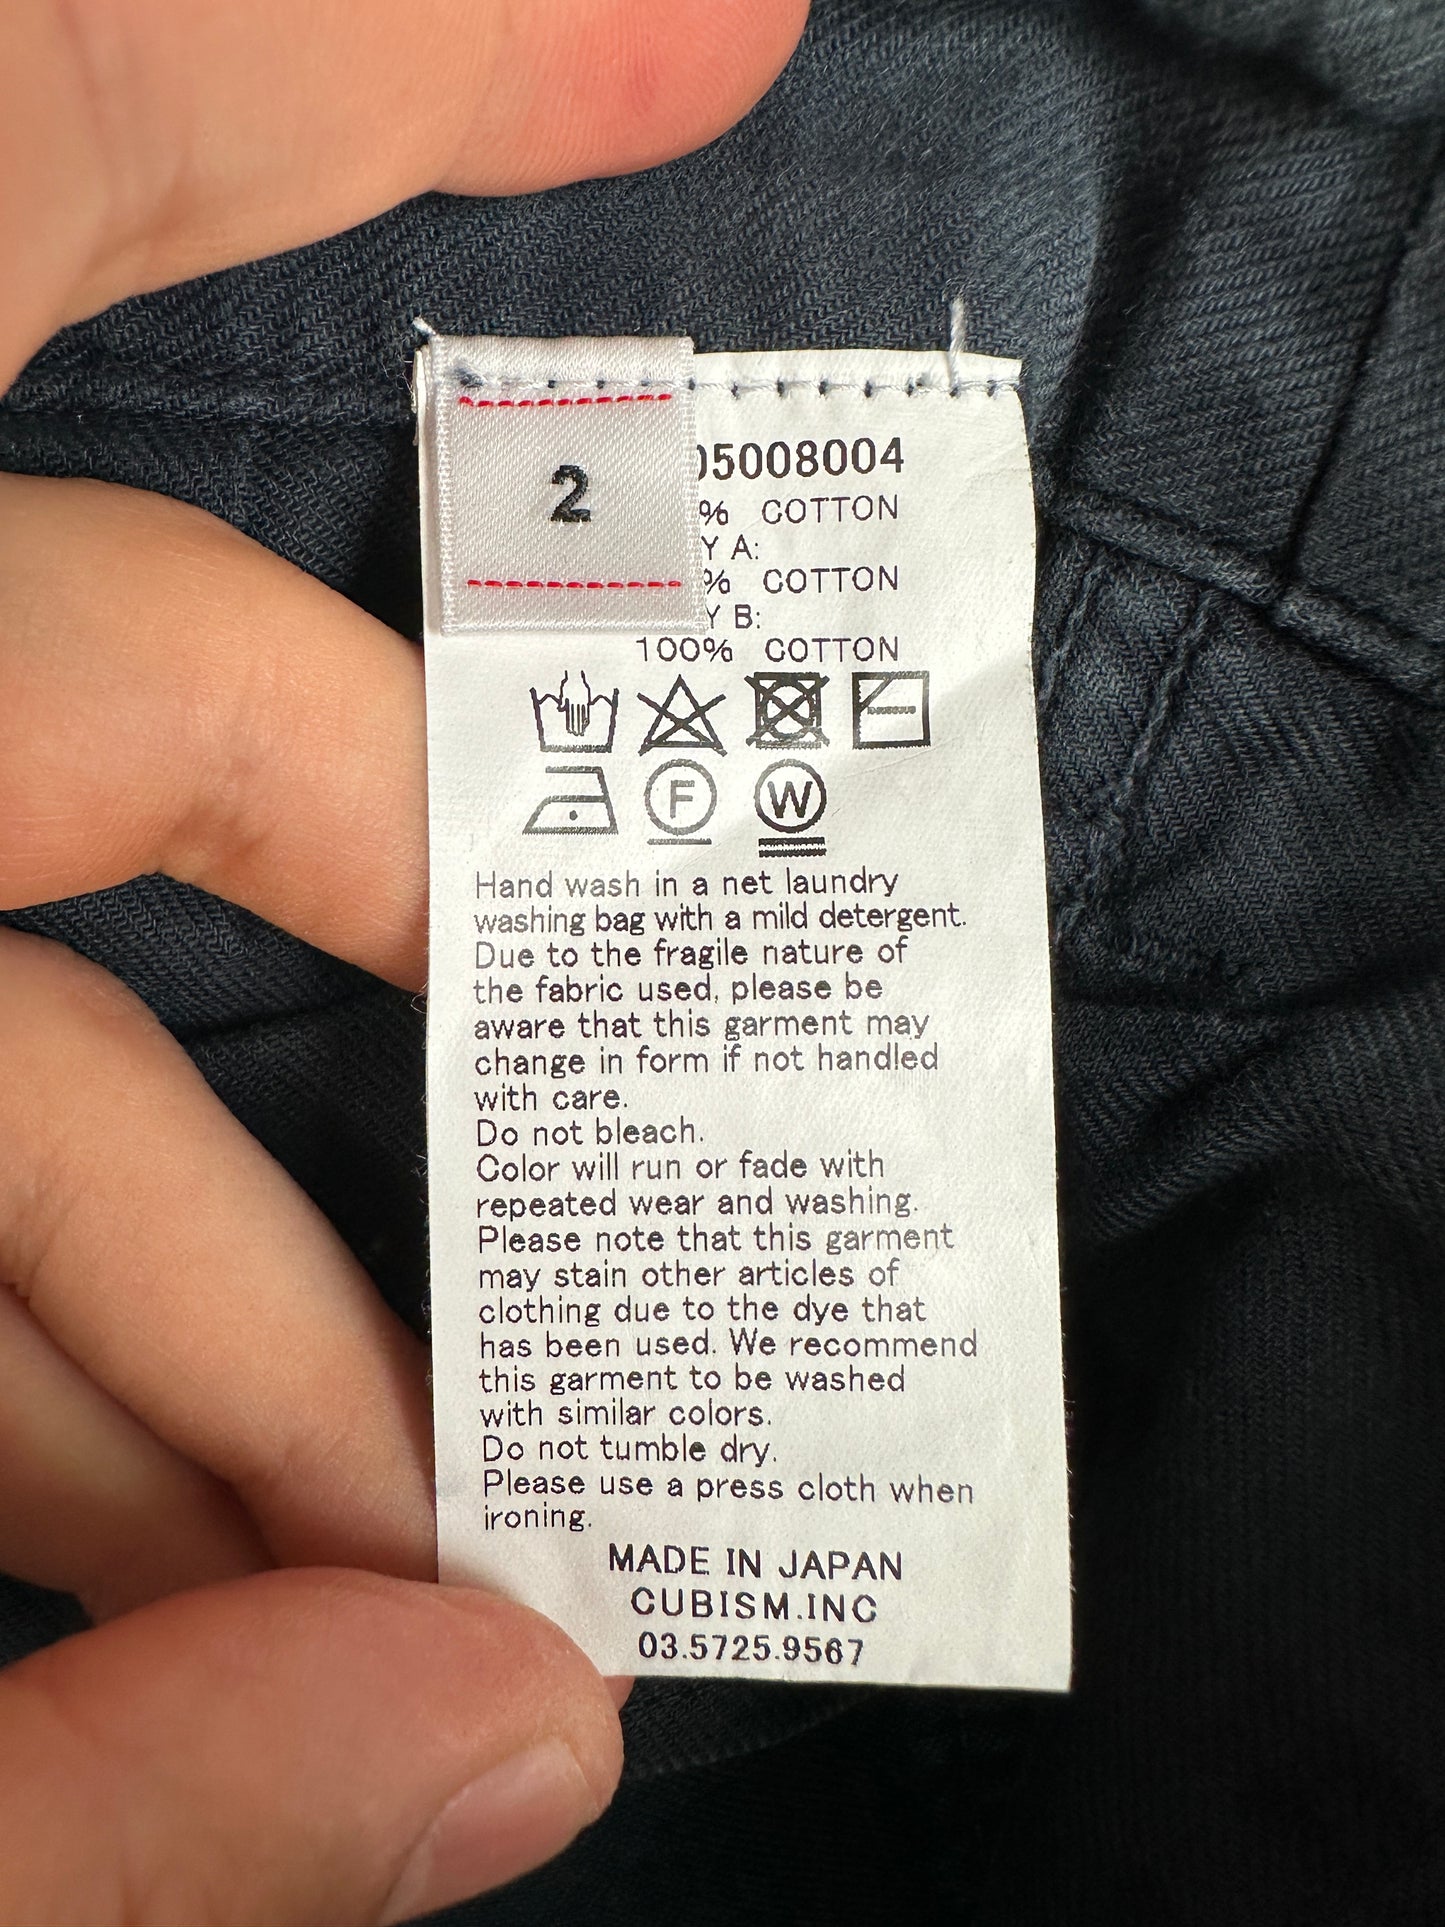 2
05008004
% COTTON
Y A:
% COTTON
Y B:
100% COTTON
F
W
Hand wash in a net laundry
washing bag with a mild detergent.
Due to the fragile nature of
the fabric used, please be
aware that this garment may
change in form if not handled
with care.
Do not bleach.
Color will run or fade with
repeated wear and washing.
Please note that this garment
may stain other articles of
clothing due to the dye that
has been used. We recommend
this garment to be washed
with similar colors.
Do not tumble dry.
Please use a press cloth when
ironing.
MADE IN JAPAN
CUBISM.INC
03.5725.9567